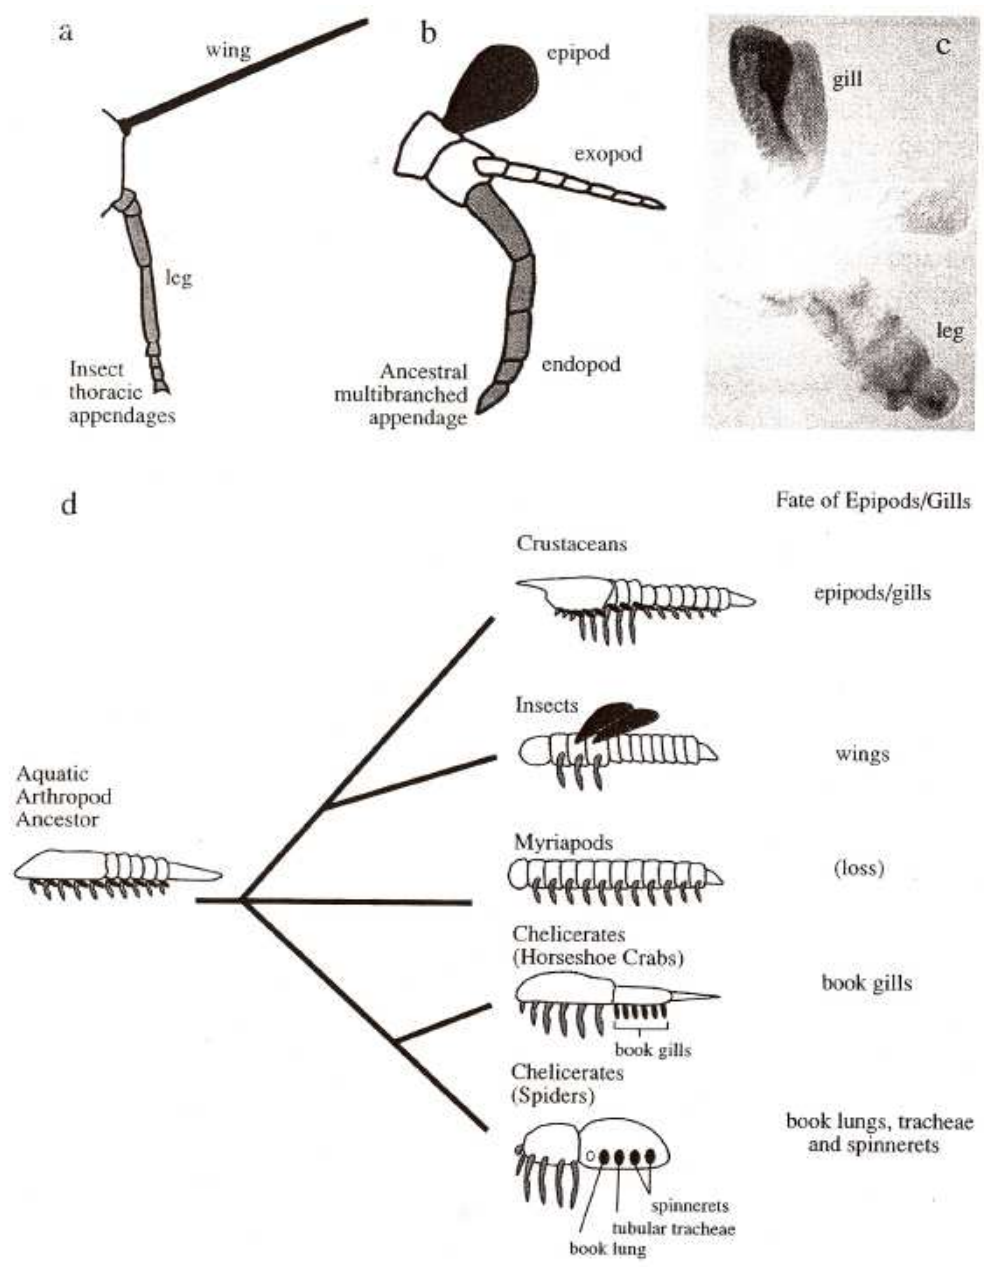 a
wing
leg
Insect
thoracic
appendages
b
epipod
exopod
endopod
Ancestral
multibranched
appendage
c
gill
leg
d
Fate of Epipods/Gills
Aquatic
Arthropod
Ancestor
Crustaceans
epipods/gills
Insects
wings
Myriapods
(loss)
Chelicerates
(Horseshoe Crabs)
book gills
book gills
Chelicerates
(Spiders)
book lungs, tracheae
and spinnerets
spinnerets
tubular tracheae
book lung